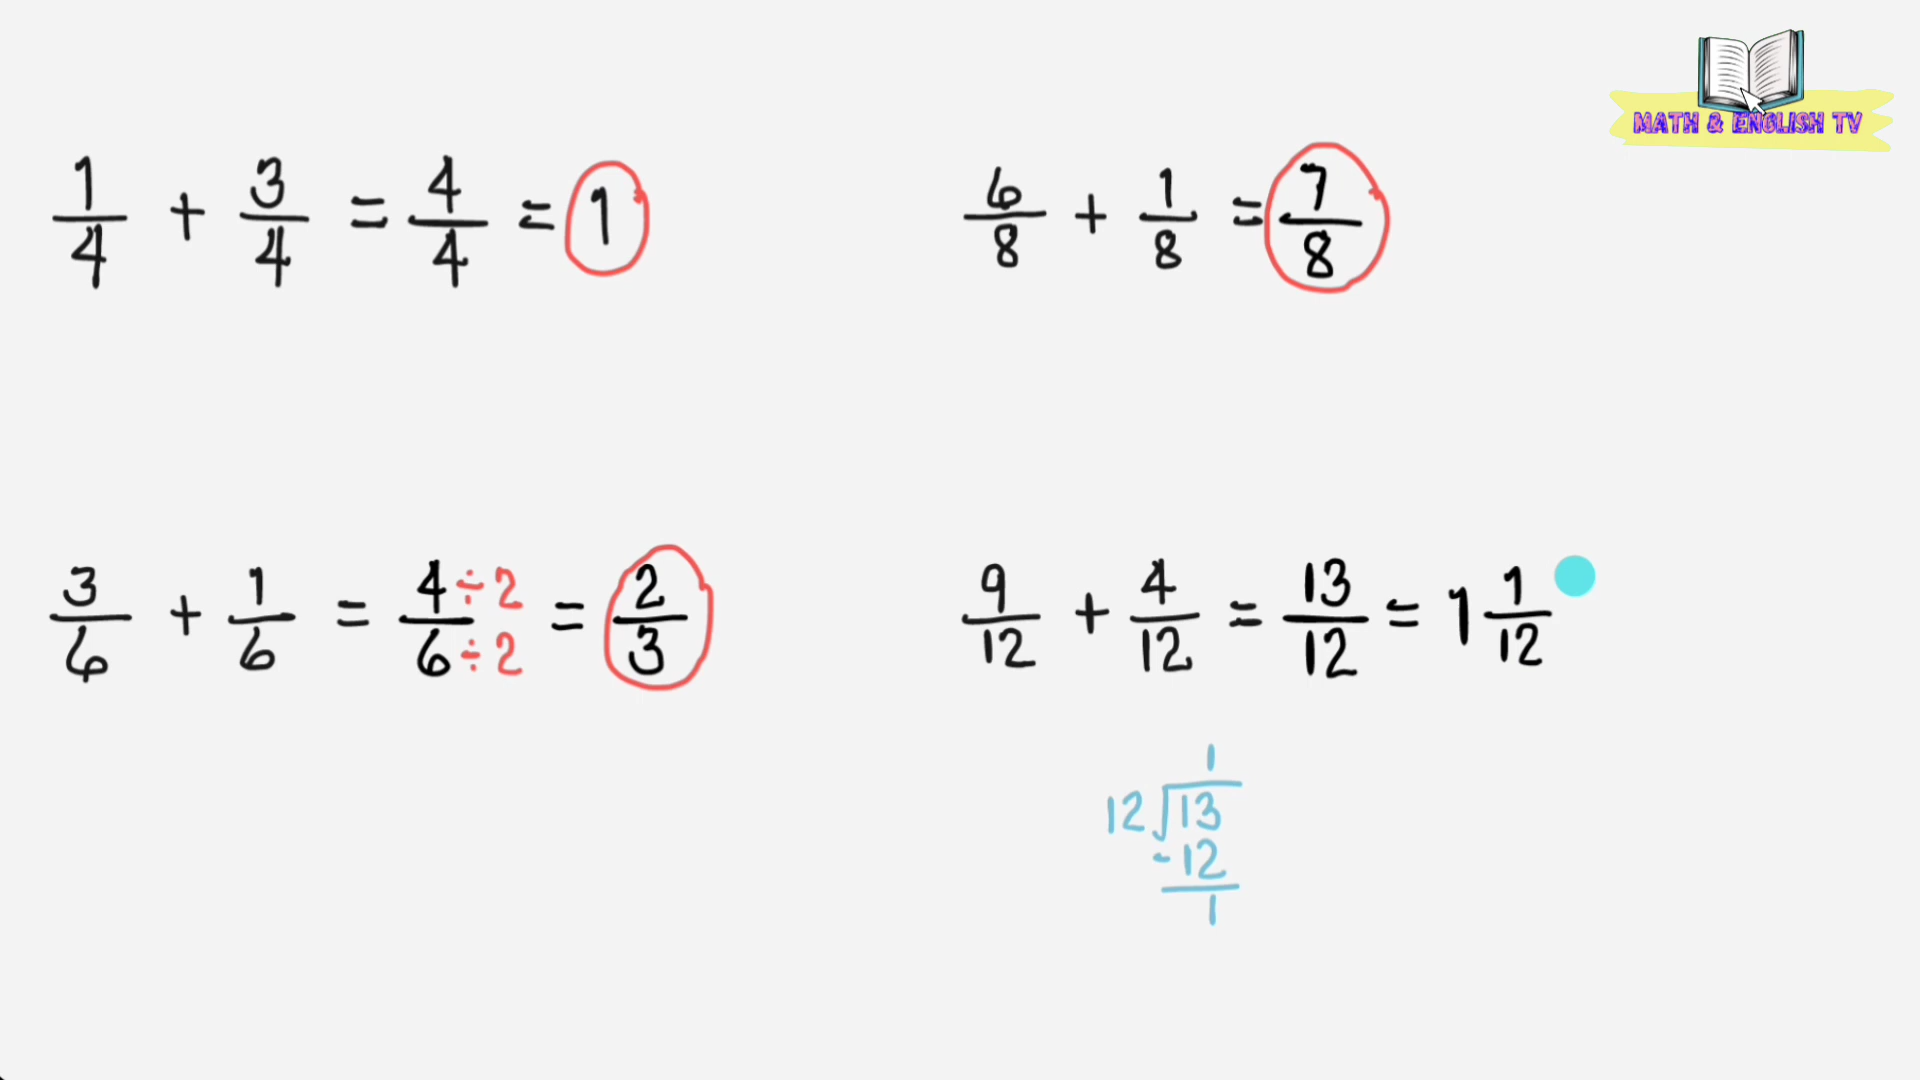 MATH & ENGLISH TV
1/4 + 3/4 = 4/4 = 1
6/8 + 1/8 = 7/8
3/6 + 1/6 = 4÷2/6÷2 = 2/3
9/12 + 4/12 = 13/12 = 1 1/12
1
12√13
-12
1